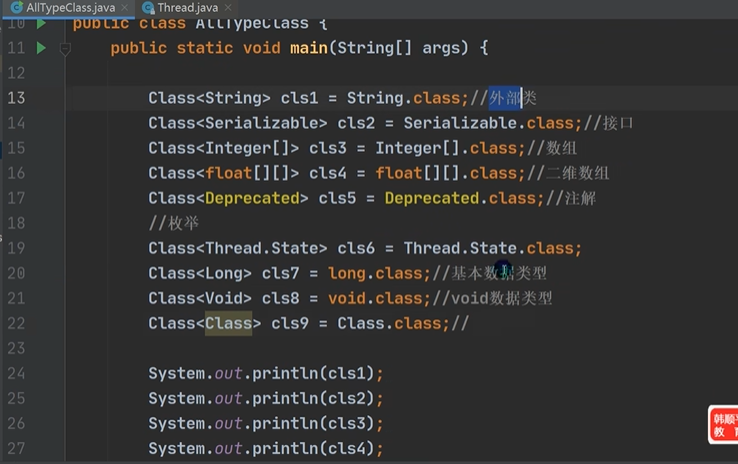 AllTypeClass.java × Thread.java ×
10 public class AllTypeClass {
11 public static void main(String[] args) {
12
13 Class<String> cls1 = String.class;//外部类
14 Class<Serializable> cls2 = Serializable.class;//接口
15 Class<Integer[]> cls3 = Integer[].class;//数组
16 Class<float[][]> cls4 = float[][].class;//二维数组
17 Class<Deprecated> cls5 = Deprecated.class;//注解
18 //枚举
19 Class<Thread.State> cls6 = Thread.State.class;
20 Class<Long> cls7 = long.class;//基本数据类型
21 Class<Void> cls8 = void.class;//void数据类型
22 Class<Class> cls9 = Class.class;//
23
24 System.out.println(cls1);
25 System.out.println(cls2);
26 System.out.println(cls3);
27 System.out.println(cls4);
韩顺
教